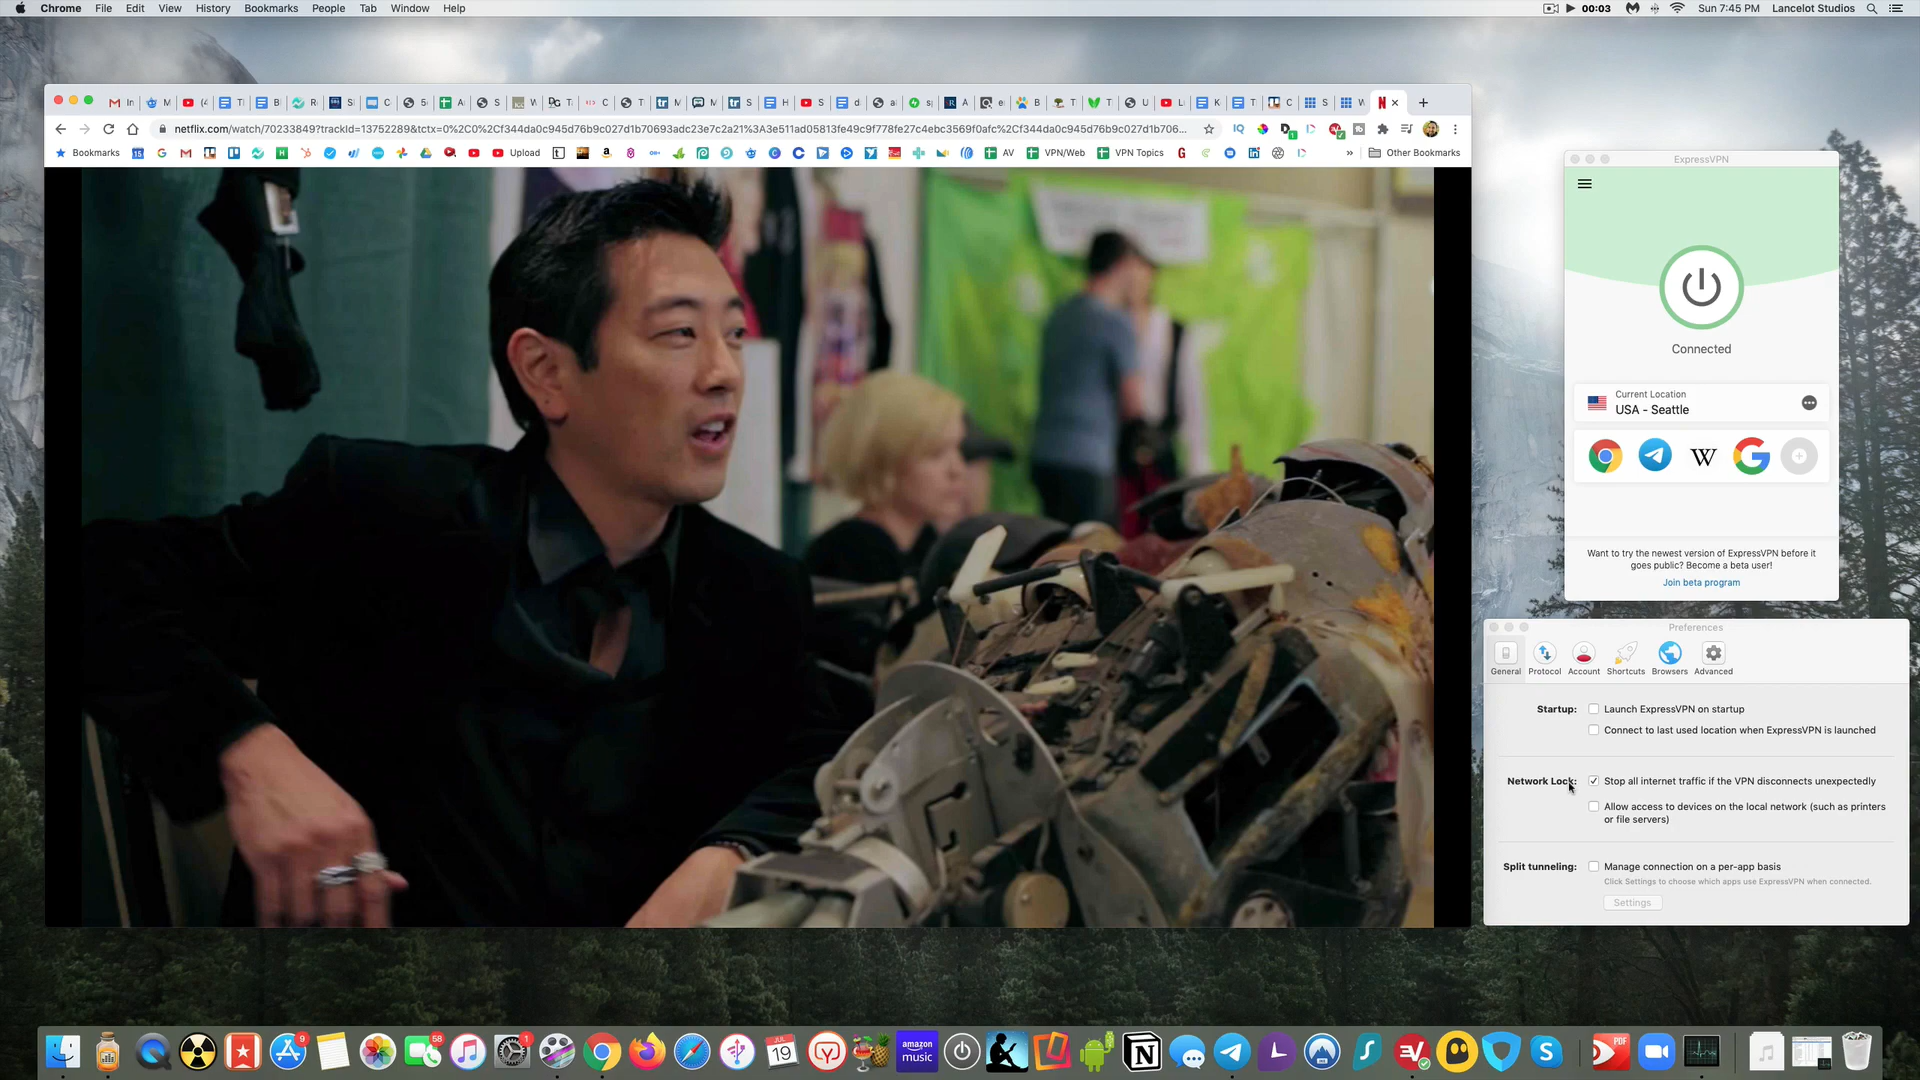 Chrome File Edit View History Bookmarks People Tab Window Help
00:03 Sun 7:45 PM Lancelot Studios
netflix.com/watch/70233849?trackId=13752289&tctx=0%2C0%2Cf344da0c945d76b9c027d1b70693adc23e7c2a21%3A3e511ad05813fe49c9f778fe27c4ebc3569f0afc%2Cf344da0c945d76b9c027d1b706...
Bookmarks Upload AV VPN/Web VPN Topics » Other Bookmarks
ExpressVPN
Connected
Current Location
USA - Seattle
Want to try the newest version of ExpressVPN before it
goes public? Become a beta user!
Join beta program
Preferences
General Protocol Account Shortcuts Browsers Advanced
Startup: Launch ExpressVPN on startup
Connect to last used location when ExpressVPN is launched
Network Lock: Stop all internet traffic if the VPN disconnects unexpectedly
Allow access to devices on the local network (such as printers
or file servers)
Split tunneling: Manage connection on a per-app basis
Click Settings to choose which apps use ExpressVPN when connected.
Settings
9 58 1 JUL 19 amazon music PDF